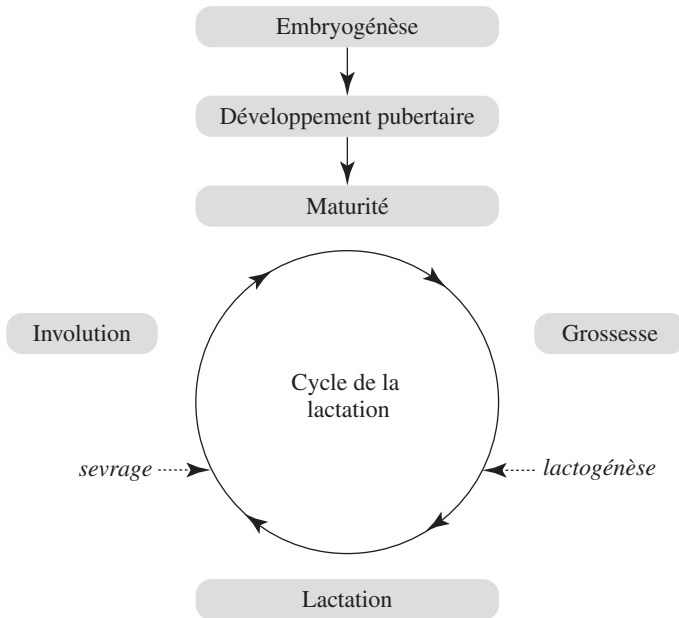 Embryogénèse
Développement pubertaire
Maturité
Involution
Grossesse
Cycle de la
lactation
sevrage
lactogénèse
Lactation